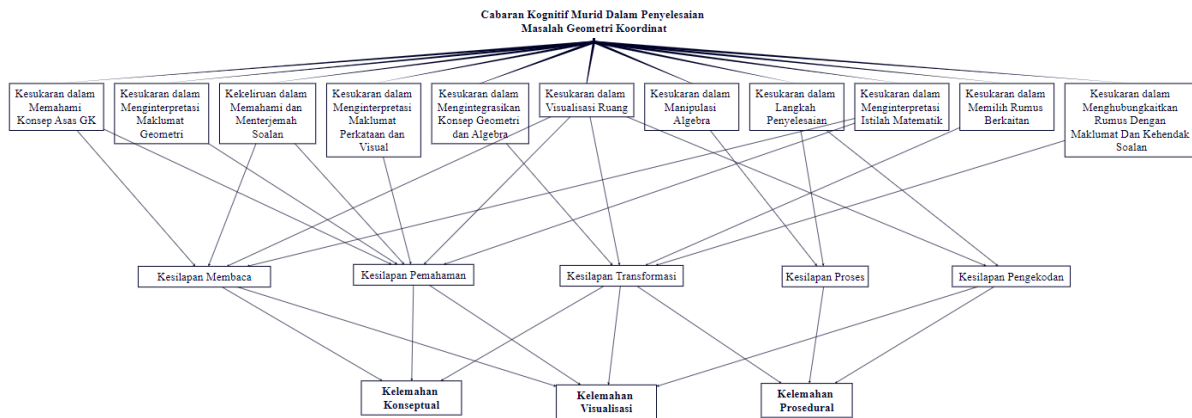 Cabaran Kognitif Murid Dalam Penyelesaian
Masalah Geometri Koordinat
Kesukaran dalam
Memahami
Konsep Asas GK
Kesukaran dalam
Menginterpretasi
Maklumat
Geometri
Kekeliruan dalam
Memahami dan
Menterjemah
Soalan
Kesukaran dalam
Menginterpretasi
Maklumat
Perkataan dan
Visual
Kesukaran dalam
Mengintegrasikan
Konsep Geometri
dan Algebra
Kesukaran dalam
Visualisasi Ruang
Kesukaran dalam
Manipulasi
Algebra
Kesukaran dalam
Langkah
Penyelesaian
Kesukaran dalam
Menginterpretasi
Istilah Matematik
Kesukaran dalam
Memilih Rumus
Berkaitan
Kesukaran dalam
Menghubungkaitkan
Rumus Dengan
Maklumat Dan Kehendak
Soalan
Kesilapan Membaca
Kesilapan Pemahaman
Kesilapan Transformasi
Kesilapan Proses
Kesilapan Pengekodan
Kelemahan
Konseptual
Kelemahan
Visualisasi
Kelemahan
Prosedural